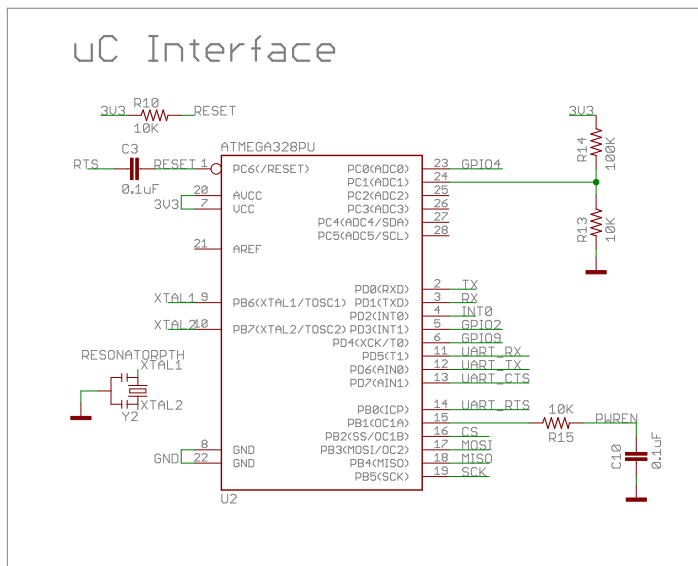 uC Interface
3V3 R10 RESET
10K
3V3
R14 100K
C3
RTS RESET 1
0.1uF
ATMEGA328PU
PC6(/RESET)
PC0(ADC0) 23 GPIO4
PC1(ADC1) 24
20 AVCC
PC2(ADC2) 25
3V3
7 VCC
PC3(ADC3) 26
PC4(ADC4/SDA) 27
PC5(ADC5/SCL) 28
R13 10K
21 AREF
PD0(RXD) 2 TX
XTAL1 9 PB6(XTAL1/TOSC1)
PD1(TXD) 3 RX
PD2(INT0) 4 INT0
XTAL2 10 PB7(XTAL2/TOSC2)
PD3(INT1) 5 GPIO2
PD4(XCK/T0) 6 GPIO9
PD5(T1) 11 UART_RX
PD6(AIN0) 12 UART_TX
PD7(AIN1) 13 UART_CTS
RESONATORPTH
XTAL1
XTAL2
Y2
PB0(ICP) 14 UART_RTS
PB1(OC1A) 15
10K
R15
PWREN
PB2(SS/OC1B) 16 CS
8 GND
PB3(MOSI/OC2) 17 MOSI
GND
22 GND
PB4(MISO) 18 MISO
PB5(SCK) 19 SCK
C10 0.1uF
U2